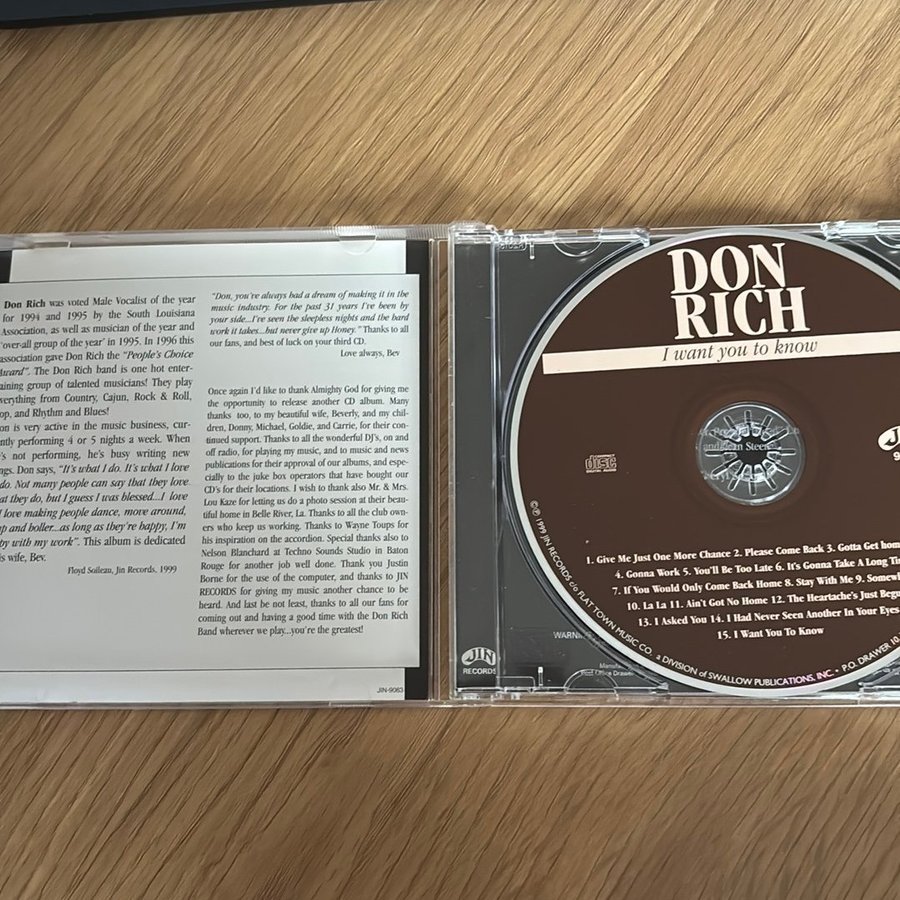 Don Rich was voted Male Vocalist of the year
for 1994 and 1995 by the South Louisiana
Association, as well as musician of the year and
'over-all group of the year' in 1995. In 1996 this
association gave Don Rich the "People's Choice
Award". The Don Rich band is one hot enter-
taining group of talented musicians! They play
everything from Country, Cajun, Rock & Roll,
Pop, and Rhythm and Blues!
on is very active in the music business, cur-
ently performing 4 or 5 nights a week. When
he's not performing, he's busy writing new
ngs. Don says, "It's what I do. It's what I love
do. Not many people can say that they love
at they do, but I guess I was blessed...I love
I love making people dance, move around,
and holler...as long as they're happy, I'm
py with my work". This album is dedicated
is wife, Bev.
Floyd Soileau, Jin Records, 1999
"Don, you're always had a dream of making it in the
music industry. For the past 31 years I've been by
your side...I've seen the sleepless nights and the hard
work it takes...but never give up Honey." Thanks to all
our fans, and best of luck on your third CD.
Love always, Bev
Once again I'd like to thank Almighty God for giving me
the opportunity to release another CD album. Many
thanks too, to my beautiful wife, Beverly, and my chil-
dren, Donny, Michael, Goldie, and Carrie, for their con-
tinued support. Thanks to all the wonderful DJ's, on and
off radio, for playing my music, and to music and news
publications for their approval of our albums, and espe-
cially to the juke box operators that have bought our
CD's for their locations. I wish to thank also Mr. & Mrs.
Lou Kaze for letting us do a photo session at their beau-
tiful home in Belle River, La. Thanks to all the club own-
ers who keep us working. Thanks to Wayne Toups for
his inspiration on the accordion. Special thanks also to
Nelson Blanchard at Techno Sounds Studio in Baton
Rouge for another job well done. Thank you Justin
Borne for the use of the computer, and thanks to JIN
RECORDS for giving my music another chance to be
heard. And last be not least, thanks to all our fans for
coming out and having a good time with the Don Rich
Band wherever we play...you're the greatest!
JIN-9063
DON
RICH
I want you to know
COMPACT
disc
DIGITAL AUDIO
JIN
9
1. Give Me Just One More Chance 2. Please Come Back 3. Gotta Get hom
4. Gonna Work 5. You'll Be Too Late 6. It's Gonna Take A Long Tim
7. If You Would Only Come Back Home 8. Stay With Me 9. Somewh
10. La La 11. Ain't Got No Home 12. The Heartache's Just Begu
13. I Asked You 14. I Had Never Seen Another In Your Eyes
15. I Want You To Know
©℗ 1999 JIN RECORDS c/o FLAT TOWN MUSIC CO. a DIVISION of SWALLOW PUBLICATIONS, INC. • P.O. DRAWER 10,
JIN
RECORDS
WARNIN
Manufac
Post Office Drawer